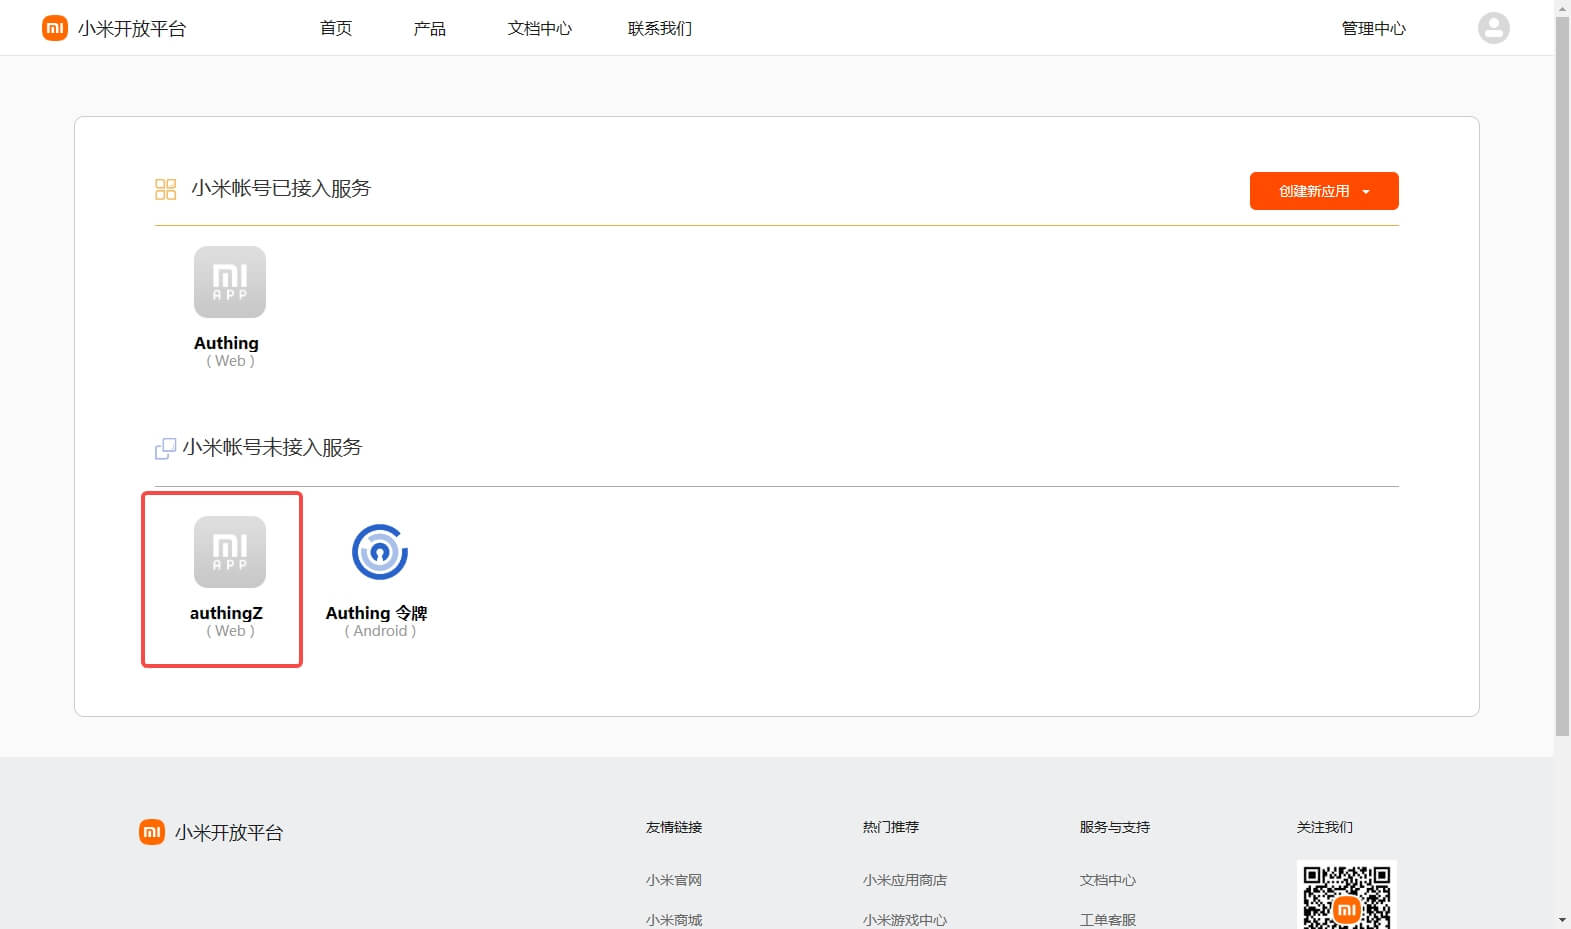 小米开放平台 首页 产品 文档中心 联系我们 管理中心
小米帐号已接入服务 创建新应用
MI
APP
Authing
( Web )
小米帐号未接入服务
MI
APP
authingZ Authing 令牌
( Web ) ( Android )
小米开放平台 友情链接 热门推荐 服务与支持 关注我们
小米官网 小米应用商店 文档中心
小米商城 小米游戏中心 工单客服